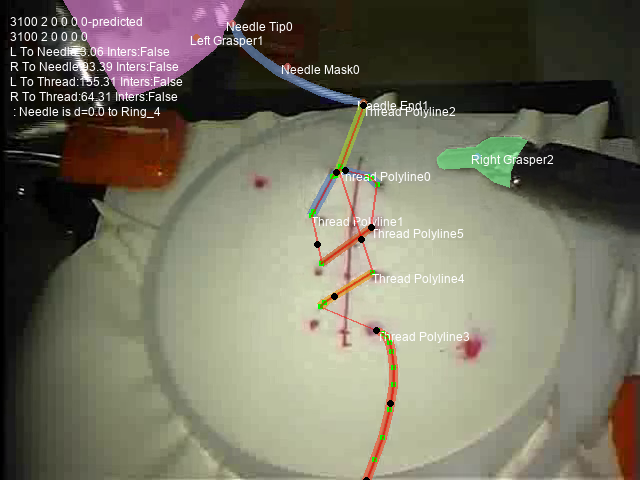 3100 2 0 0 0 0-predicted
3100 2 0 0 0 0
L To Needle:3.06 Inters:False
R To Needle:93.39 Inters:False
L To Thread:155.31 Inters:False
R To Thread:64.31 Inters:False
: Needle is d=0.0 to Ring_4
Needle Tip0
Left Grasper1
Needle Mask0
Needle End1
Thread Polyline2
Right Grasper2
Thread Polyline0
Thread Polyline1
Thread Polyline5
Thread Polyline4
Thread Polyline3